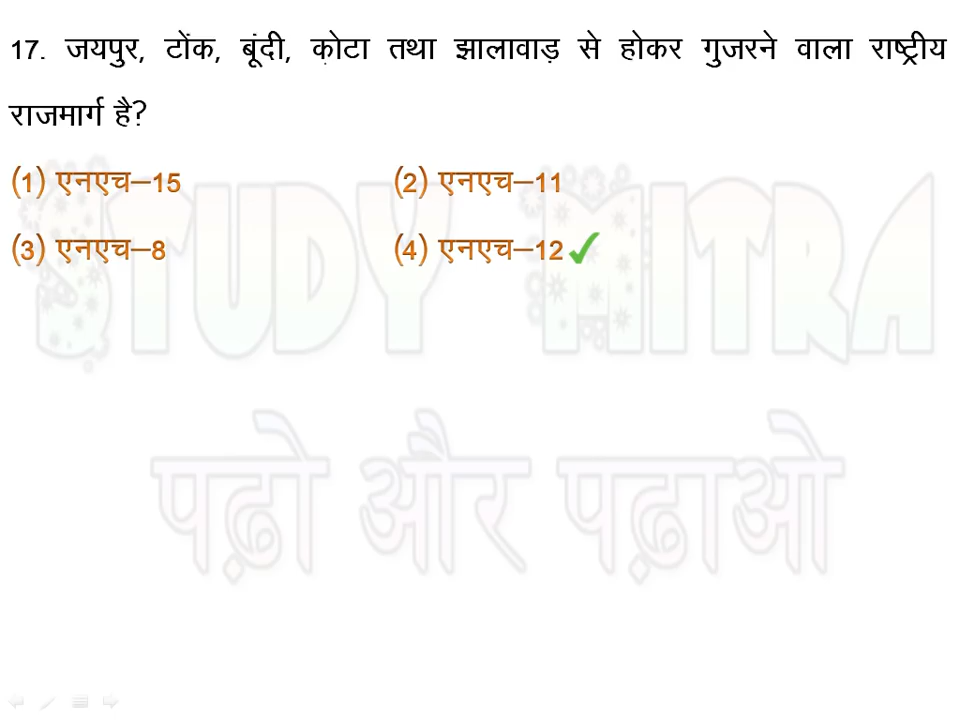 17. जयपुर, टोंक, बूंदी, कोटा तथा झालावाड़ से होकर गुजरने वाला राष्ट्रीय
राजमार्ग है?
(1) एनएच–15 (2) एनएच–11
(3) एनएच–8 (4) एनएच–12
STUDY MITRA
पढ़ो और पढ़ाओ